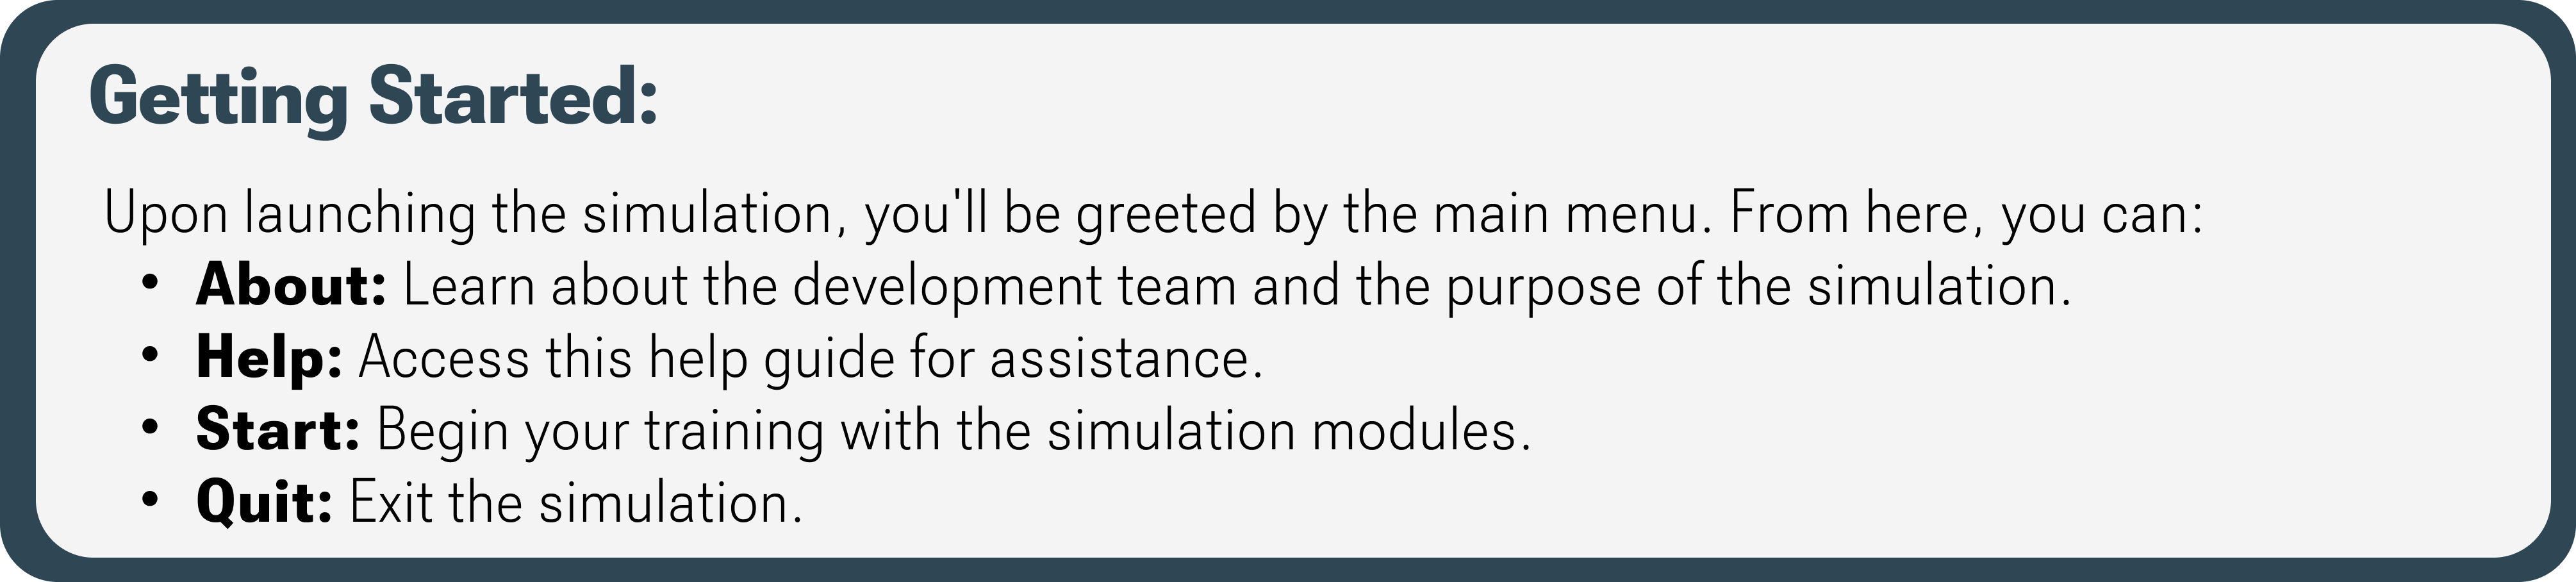 Getting Started:
Upon launching the simulation, you'll be greeted by the main menu. From here, you can:
• About: Learn about the development team and the purpose of the simulation.
• Help: Access this help guide for assistance.
• Start: Begin your training with the simulation modules.
• Quit: Exit the simulation.